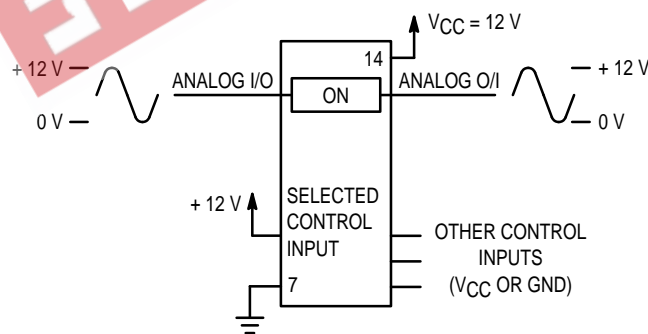 VCC = 12 V
14
+ 12 V
ANALOG I/O
ON
ANALOG O/I
+ 12 V
0 V
0 V
+ 12 V
SELECTED
CONTROL
INPUT
OTHER CONTROL
INPUTS
(VCC OR GND)
7